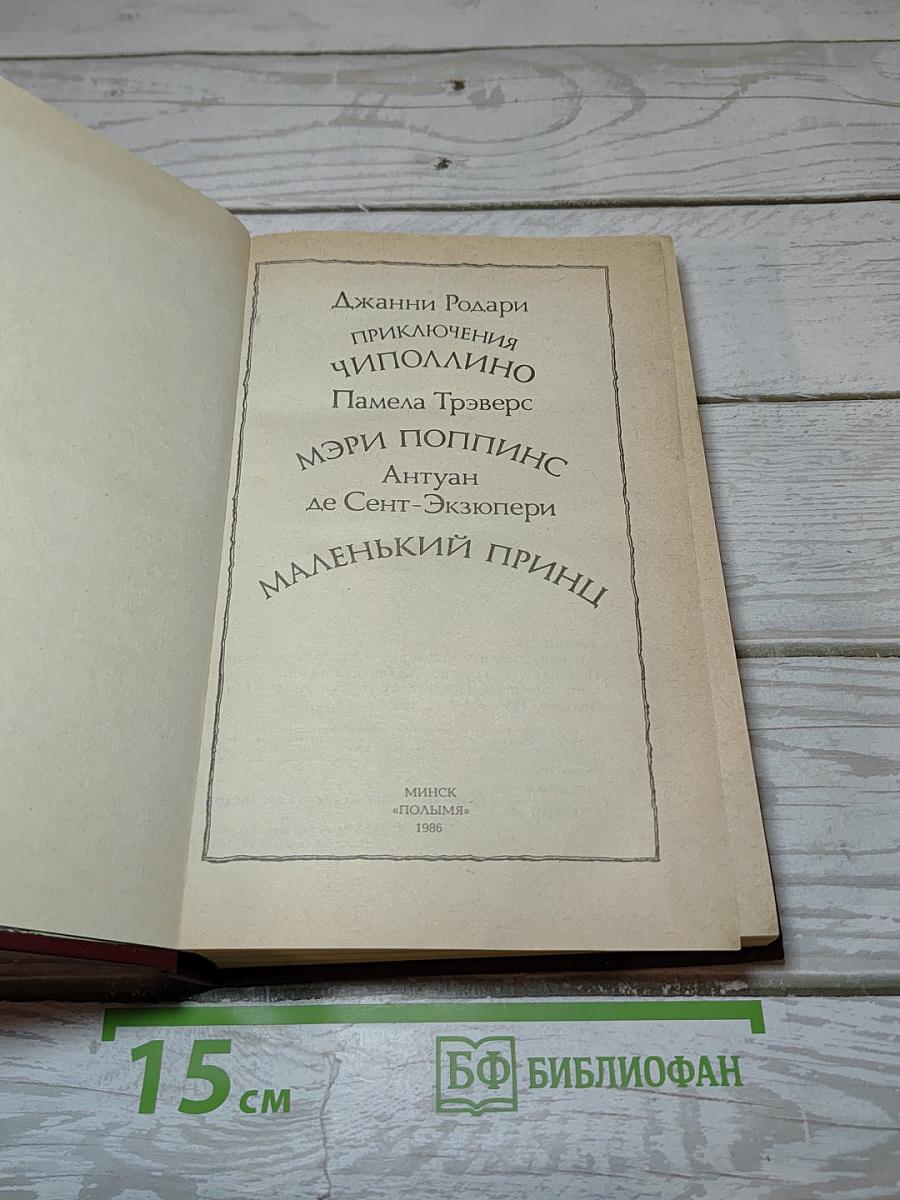 Джанни Родари
ПРИКЛЮЧЕНИЯ
ЧИПОЛЛИНО
Памела Трэверс
МЭРИ ПОППИНС
Антуан
де Сент-Экзюпери
МАЛЕНЬКИЙ ПРИНЦ
МИНСК
«ПОЛЫМЯ»
1986
15 см
БФ БИБЛИОФАН